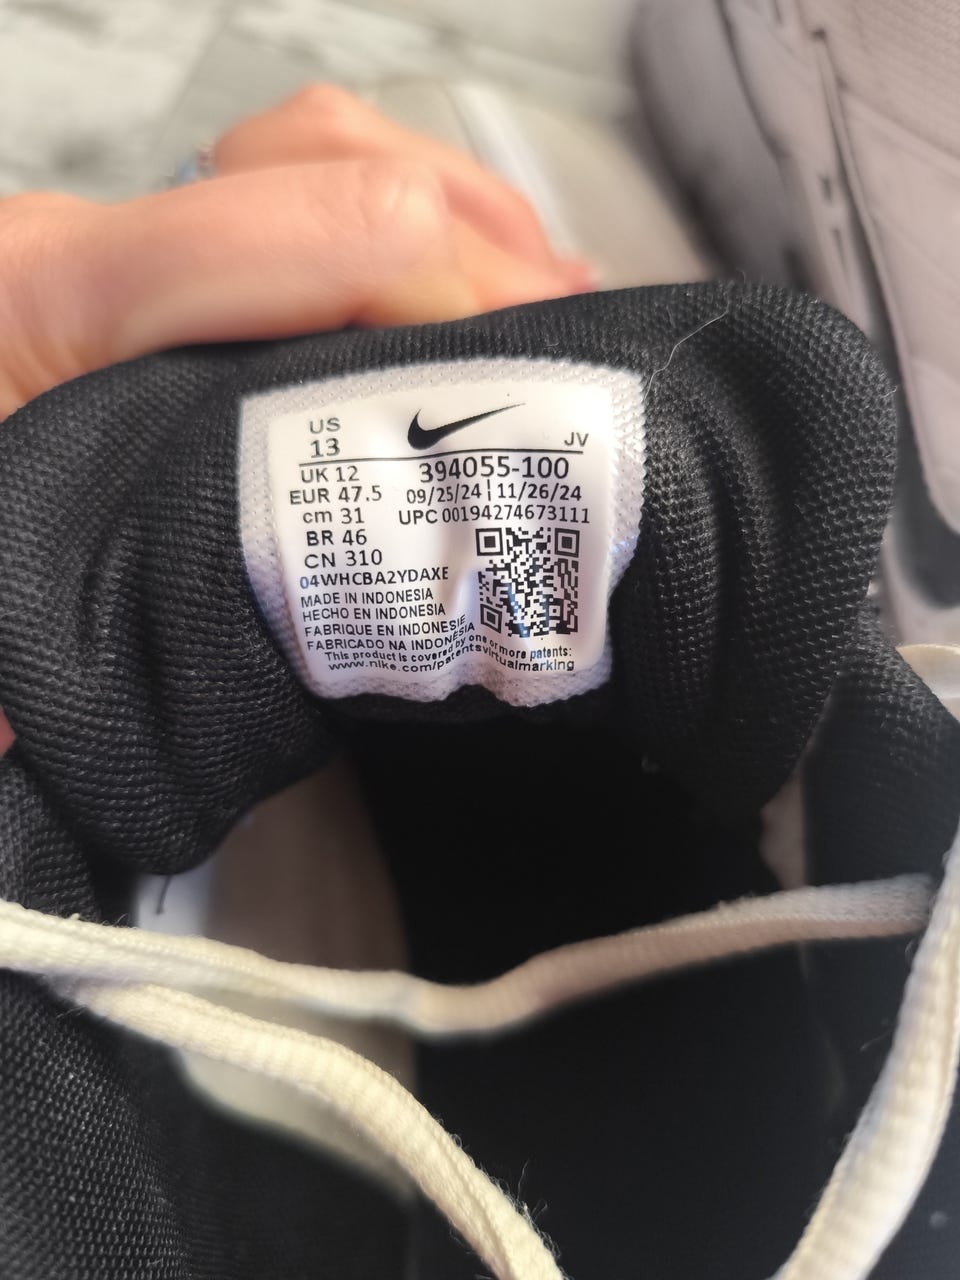 US
13
JV
UK 12
394055-100
EUR 47.5
09/25/24 | 11/26/24
cm 31
UPC 00194274673111
BR 46
CN 310
04WHCBA2YDAXE
MADE IN INDONESIA
HECHO EN INDONESIA
FABRIQUE EN INDONESIE
FABRICADO NA INDONÉSIA
This product is covered by one or more patents:
www.nike.com/patentsvirtualmarking